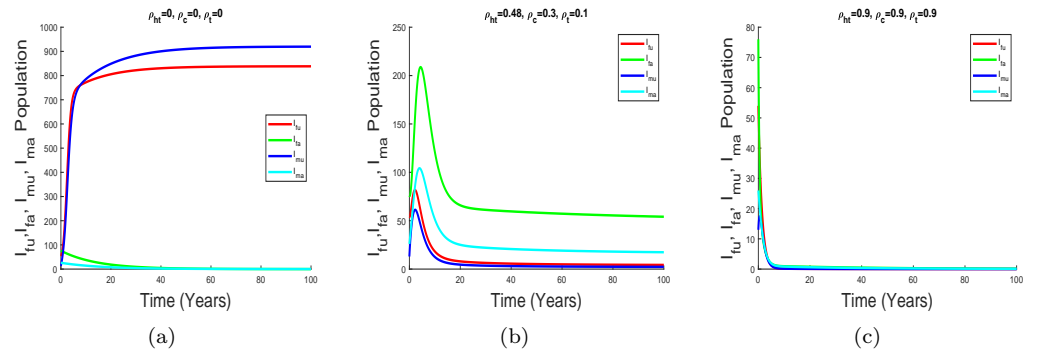 ρht=0, ρc=0, ρt=0
1000
900
800
700
600
500
400
300
200
100
0
0 20 40 60 80 100
Ifu,Ifa, Imu, Ima Population
Time (Years)
Ifu
Ifa
Imu
Ima
(a)
ρht=0.48, ρc=0.3, ρt=0.1
250
200
150
100
50
0
0 20 40 60 80 100
Ifu, Ifa, Imu, Ima Population
Time (Years)
Ifu
Ifa
Imu
Ima
(b)
ρht=0.9, ρc=0.9, ρt=0.9
80
70
60
50
40
30
20
10
0
0 20 40 60 80 100
Ifu, Ifa, Imu, Ima Population
Time (Years)
Ifu
Ifa
Imu
Ima
(c)